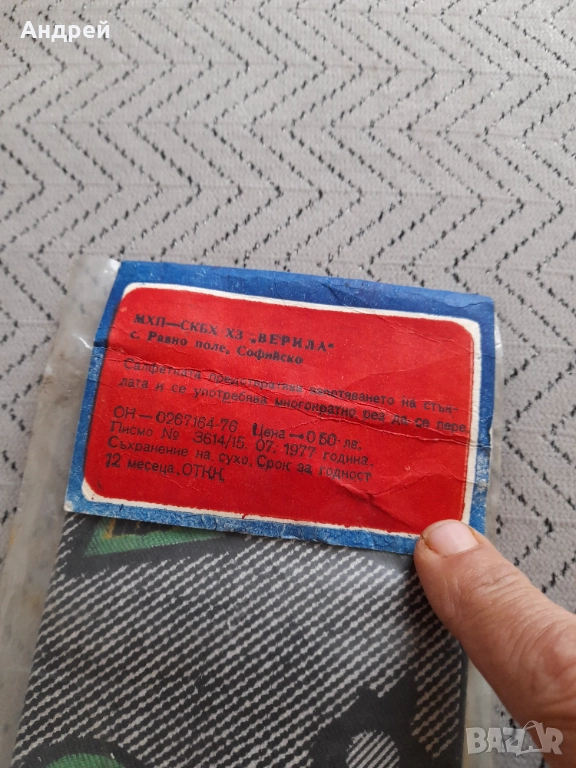 Андрей
МХП—СКБХ ХЗ „ВЕРИЛА"
с. Равно поле, Софийско
Салфетката предотвратява изпотяването на стък-
лата и се употребява многократно без да се пере.
ОН — 0267164-76 Цена — 0 50 лв.
Писмо № 3614/15. 07. 1977 година.
Съхранение на сухо. Срок за годност
12 месеца. ОТКК
BAZAR